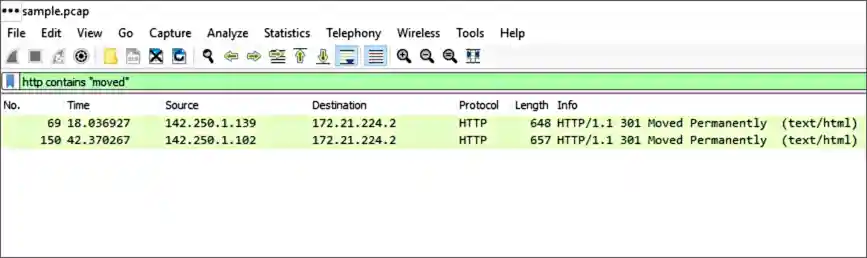 sample.pcap
File Edit View Go Capture Analyze Statistics Telephony Wireless Tools Help
http contains "moved"
No. Time Source Destination Protocol Length Info
69 18.036927 142.250.1.139 172.21.224.2 HTTP 648 HTTP/1.1 301 Moved Permanently (text/html)
150 42.370267 142.250.1.102 172.21.224.2 HTTP 657 HTTP/1.1 301 Moved Permanently (text/html)